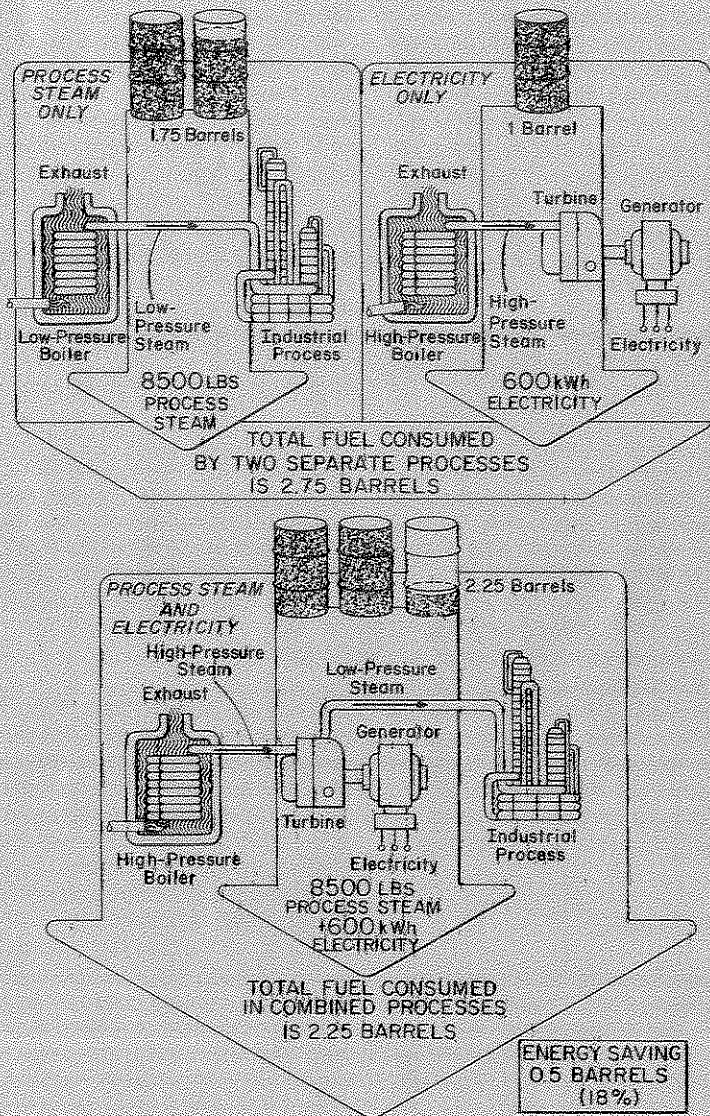 PROCESS
STEAM
ONLY
1.75 Barrels
Exhaust
Low-Pressure
Boiler
Low-
Pressure
Steam
Industrial
Process
8500 LBS
PROCESS
STEAM
ELECTRICITY
ONLY
1 Barrel
Exhaust
Turbine
Generator
High-Pressure
Boiler
High-
Pressure
Steam
Electricity
600 kWh
ELECTRICITY
TOTAL FUEL CONSUMED
BY TWO SEPARATE PROCESSES
IS 2.75 BARRELS
PROCESS STEAM
AND
ELECTRICITY
2.25 Barrels
High-Pressure
Steam
Low-Pressure
Steam
Exhaust
Generator
Turbine
High-Pressure
Boiler
Electricity
Industrial
Process
8500 LBS
PROCESS STEAM
+600 kWh
ELECTRICITY
TOTAL FUEL CONSUMED
IN COMBINED PROCESSES
IS 2.25 BARRELS
ENERGY SAVING
0.5 BARRELS
(18%)